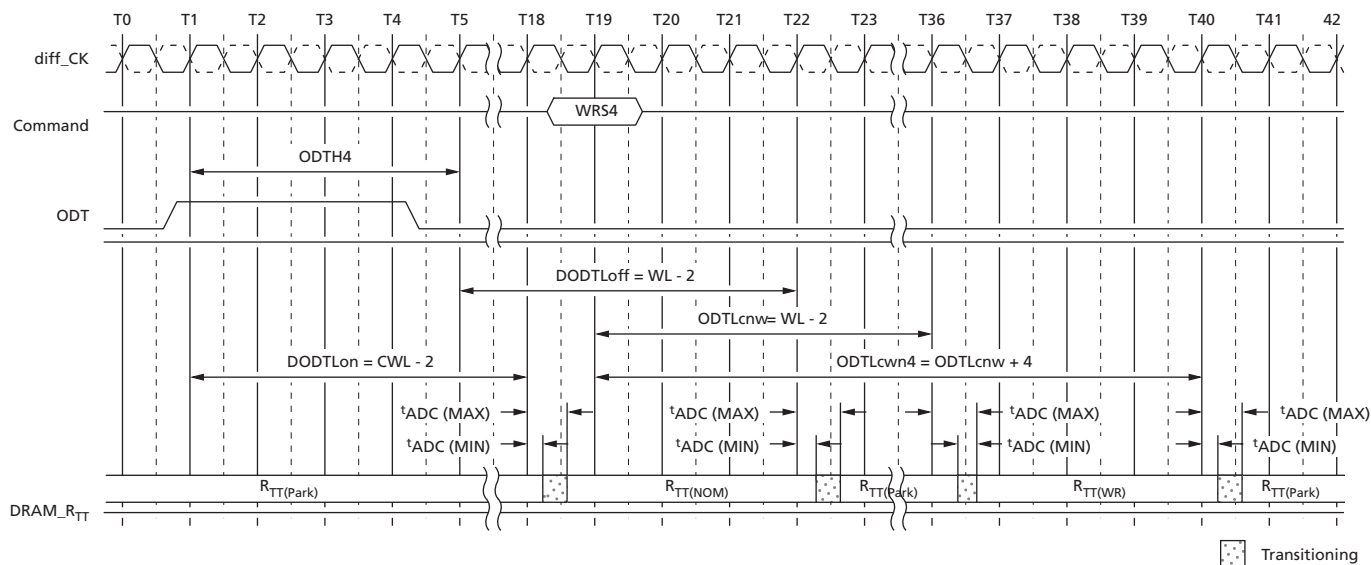 T0 T1 T2 T3 T4 T5 T18 T19 T20 T21 T22 T23 T36 T37 T38 T39 T40 T41 42
diff_CK
Command WRS4
ODTH4
ODT
DODTLoff = WL - 2
ODTLcnw= WL - 2
DODTLon = CWL - 2 ODTLcwn4 = ODTLcnw + 4
tADC (MAX) tADC (MAX) tADC (MAX) tADC (MAX)
tADC (MIN) tADC (MIN) tADC (MIN) tADC (MIN)
RTT(Park) RTT(NOM) RTT(Park) RTT(WR) RTT(Park)
DRAM_RTT
Transitioning